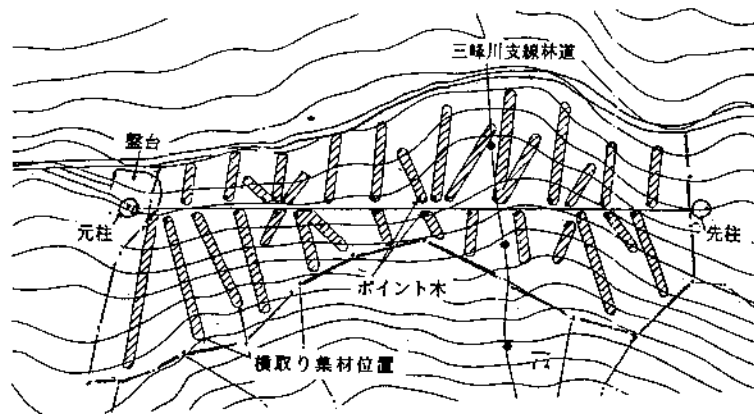 三峰川支線林道
盤台
元柱
先柱
ポイント木
横取り集材位置